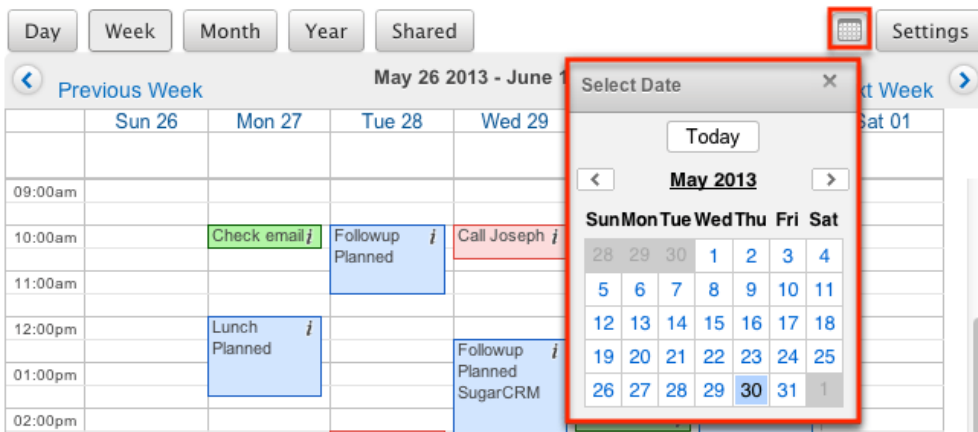 Day Week Month Year Shared Settings
Previous Week May 26 2013 - June 1 xt Week
Sun 26 Mon 27 Tue 28 Wed 29 Sat 01
09:00am
10:00am
11:00am
12:00pm
01:00pm
02:00pm
Check email i
Followup i
Planned
Call Joseph i
Lunch i
Planned
Followup i
Planned
SugarCRM
Select Date ×
Today
< May 2013 >
Sun Mon Tue Wed Thu Fri Sat
28 29 30 1 2 3 4
5 6 7 8 9 10 11
12 13 14 15 16 17 18
19 20 21 22 23 24 25
26 27 28 29 30 31 1